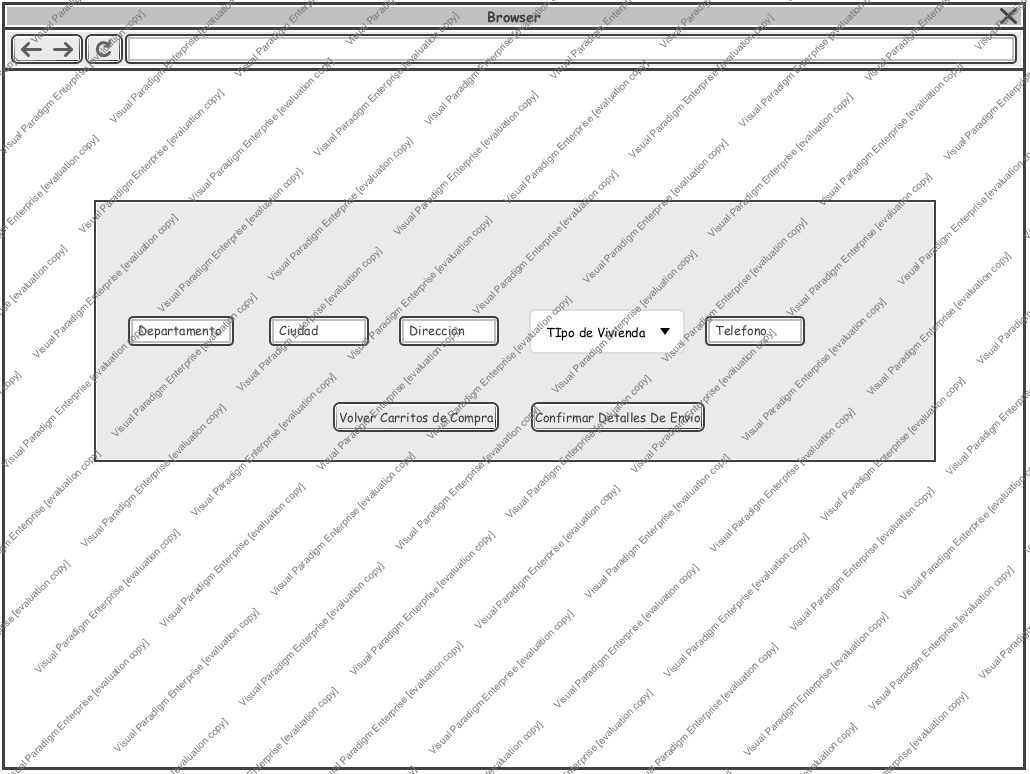 Browser
Departamento
Ciudad
Direccion
TIpo de Vivienda
Telefono
Volver Carritos de Compra
Confirmar Detalles De Envio
Visual Paradigm Enterprise [evaluation copy]